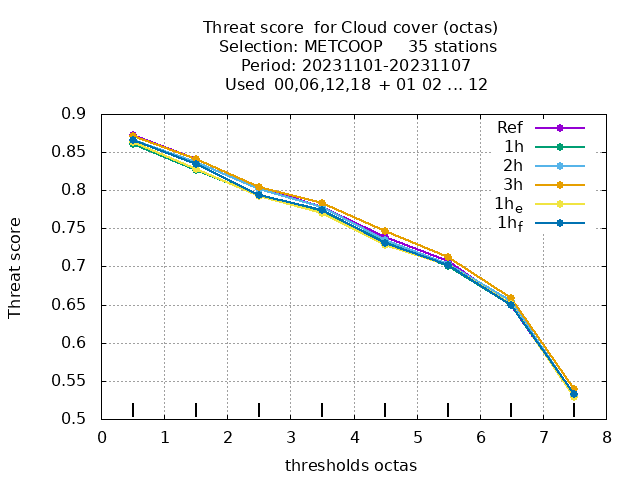 Threat score  for Cloud cover (octas)
Selection: METCOOP     35 stations
Period: 20231101-20231107
Used  00,06,12,18 + 01 02 ... 12
0.9
0.85
0.8
0.75
0.7
0.65
0.6
0.55
0.5
Threat score
Ref
1h
2h
3h
1he
1hf
0 1 2 3 4 5 6 7 8
thresholds octas